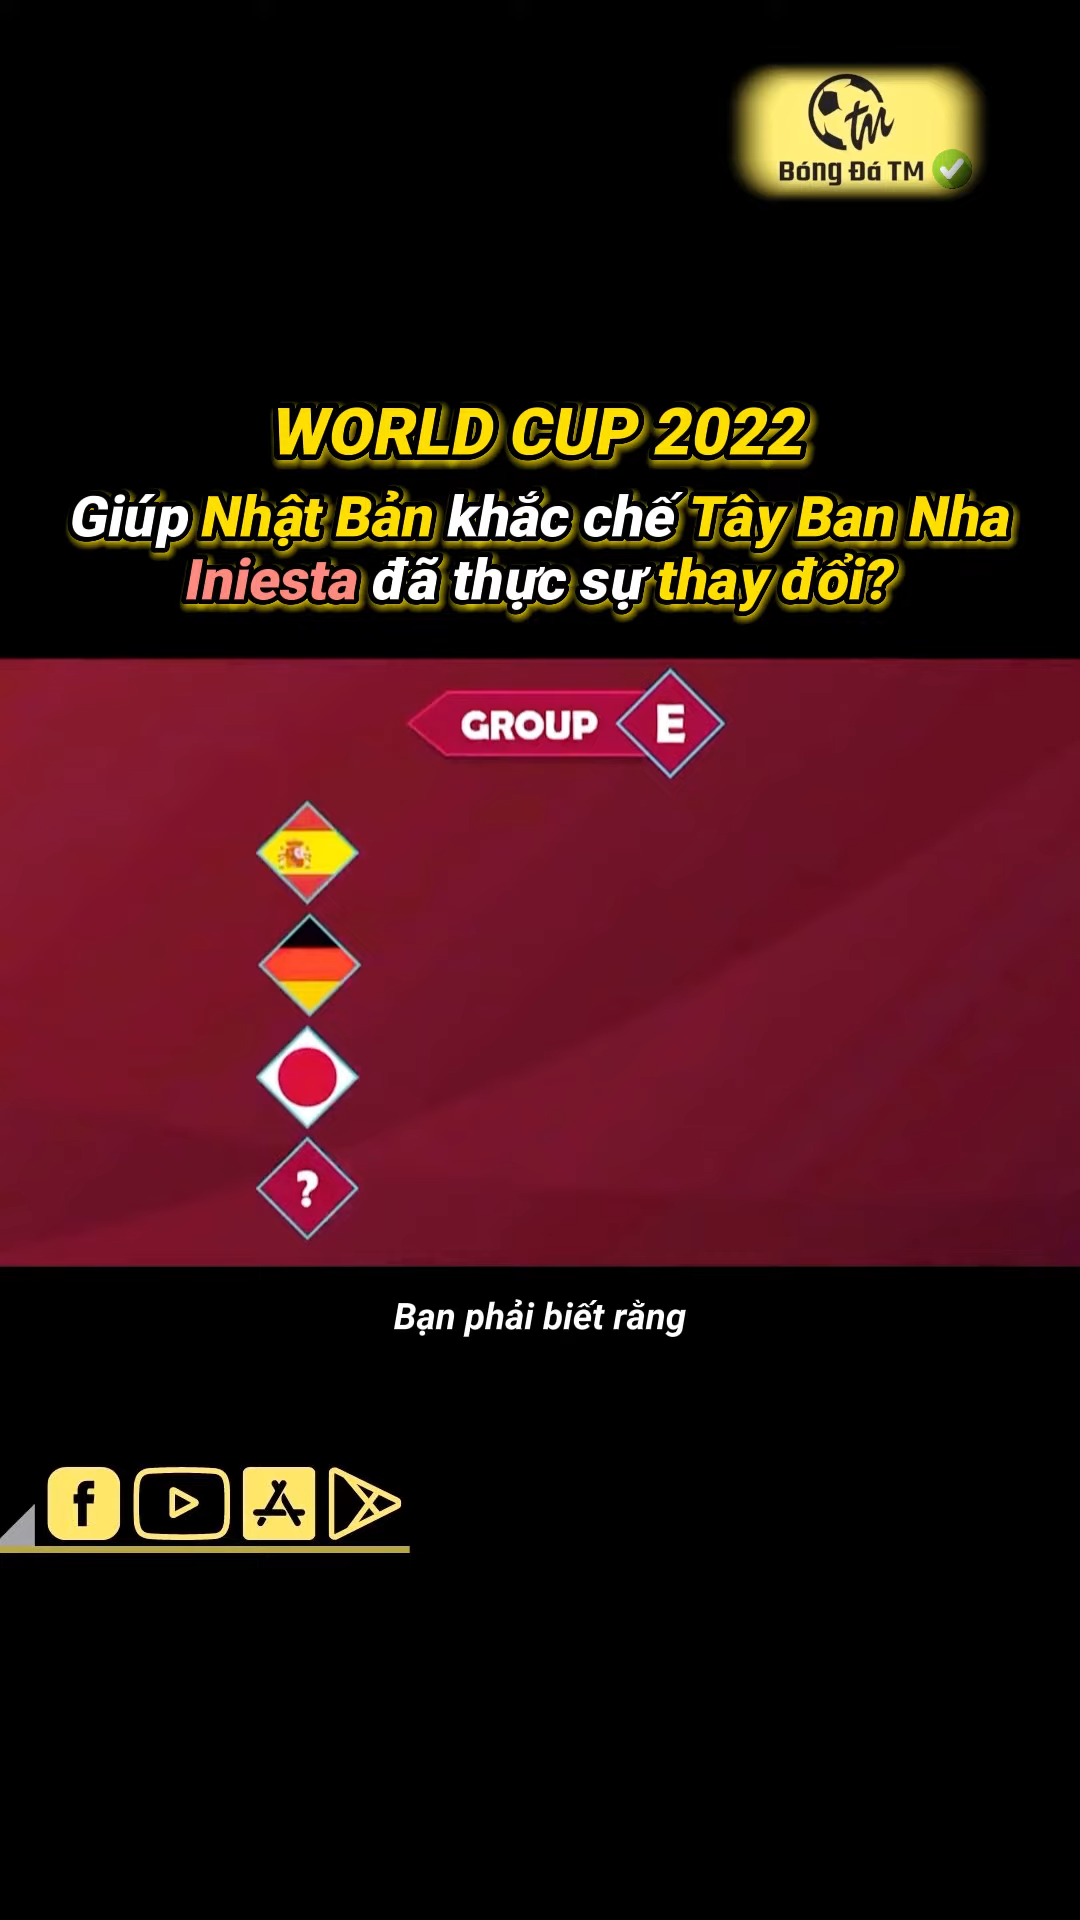 tm
Bóng Đá TM
WORLD CUP 2022
Giúp Nhật Bản khắc chế Tây Ban Nha
Iniesta đã thực sự thay đổi?
GROUP E
?
Bạn phải biết rằng
f